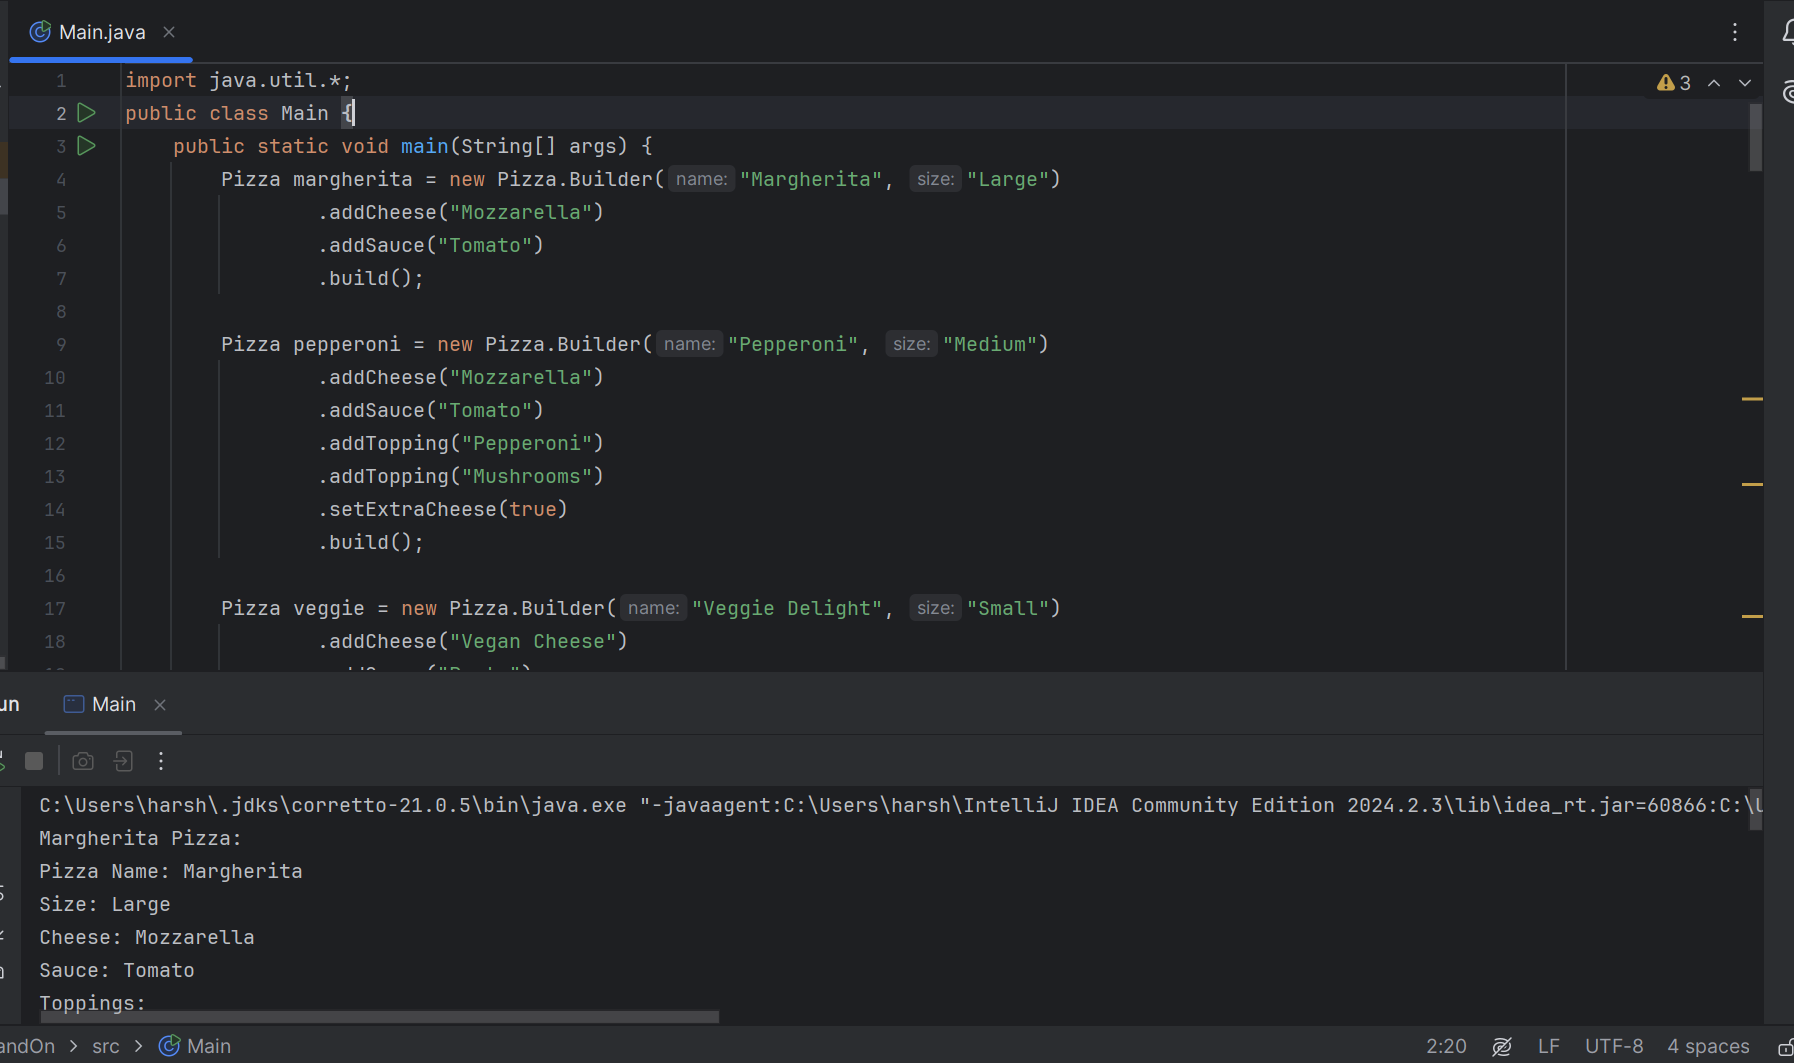 Main.java
3
1 import java.util.*;
2 public class Main {
3 public static void main(String[] args) {
4 Pizza margherita = new Pizza.Builder( name: "Margherita", size: "Large")
5 .addCheese("Mozzarella")
6 .addSauce("Tomato")
7 .build();
8
9 Pizza pepperoni = new Pizza.Builder( name: "Pepperoni", size: "Medium")
10 .addCheese("Mozzarella")
11 .addSauce("Tomato")
12 .addTopping("Pepperoni")
13 .addTopping("Mushrooms")
14 .setExtraCheese(true)
15 .build();
16
17 Pizza veggie = new Pizza.Builder( name: "Veggie Delight", size: "Small")
18 .addCheese("Vegan Cheese")
un Main
C:\Users\harsh\.jdks\corretto-21.0.5\bin\java.exe "-javaagent:C:\Users\harsh\IntelliJ IDEA Community Edition 2024.2.3\lib\idea_rt.jar=60866:C:\U
Margherita Pizza:
Pizza Name: Margherita
Size: Large
Cheese: Mozzarella
Sauce: Tomato
Toppings:
andOn > src > Main 2:20 LF UTF-8 4 spaces